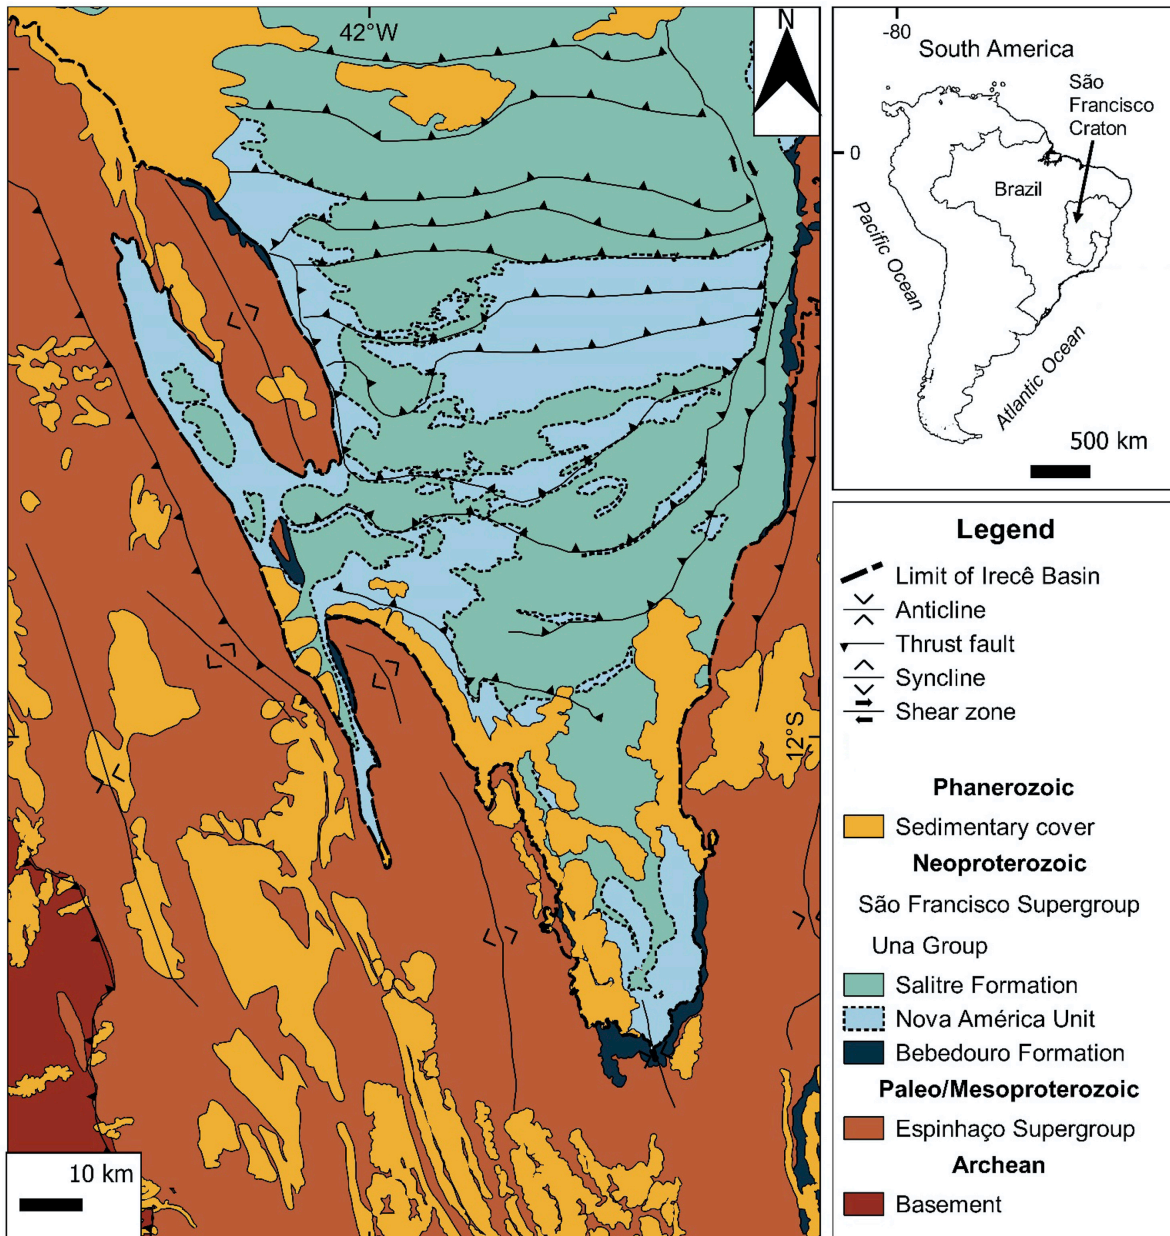 42°W
N
12°S
10 km
-80
South America
São
Francisco
Craton
0
Brazil
Pacific Ocean
Atlantic Ocean
500 km
Legend
Limit of Irecê Basin
Anticline
Thrust fault
Syncline
Shear zone
Phanerozoic
Sedimentary cover
Neoproterozoic
São Francisco Supergroup
Una Group
Salitre Formation
Nova América Unit
Bebedouro Formation
Paleo/Mesoproterozoic
Espinhaço Supergroup
Archean
Basement